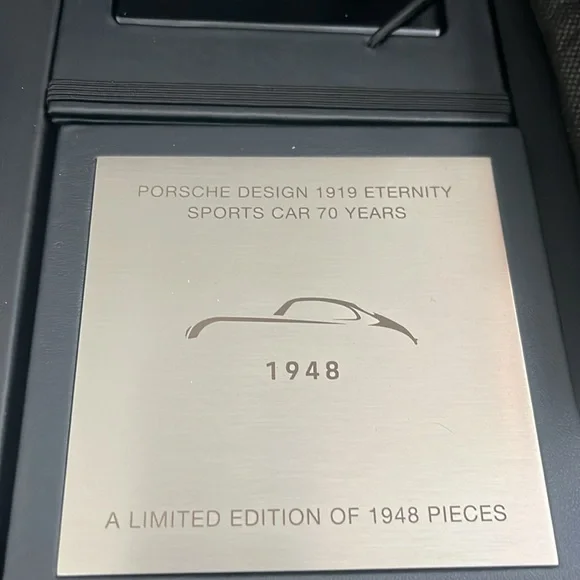 PORSCHE DESIGN 1919 ETERNITY
SPORTS CAR 70 YEARS
1948
A LIMITED EDITION OF 1948 PIECES